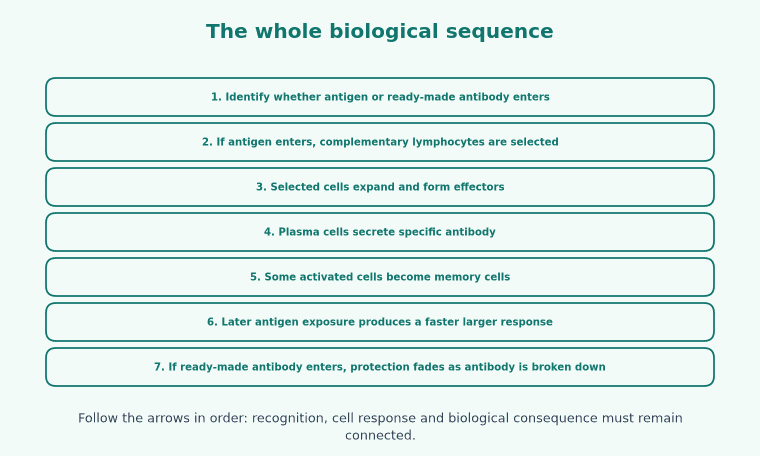 The whole biological sequence
1. Identify whether antigen or ready-made antibody enters
2. If antigen enters, complementary lymphocytes are selected
3. Selected cells expand and form effectors
4. Plasma cells secrete specific antibody
5. Some activated cells become memory cells
6. Later antigen exposure produces a faster larger response
7. If ready-made antibody enters, protection fades as antibody is broken down
Follow the arrows in order: recognition, cell response and biological consequence must remain
connected.